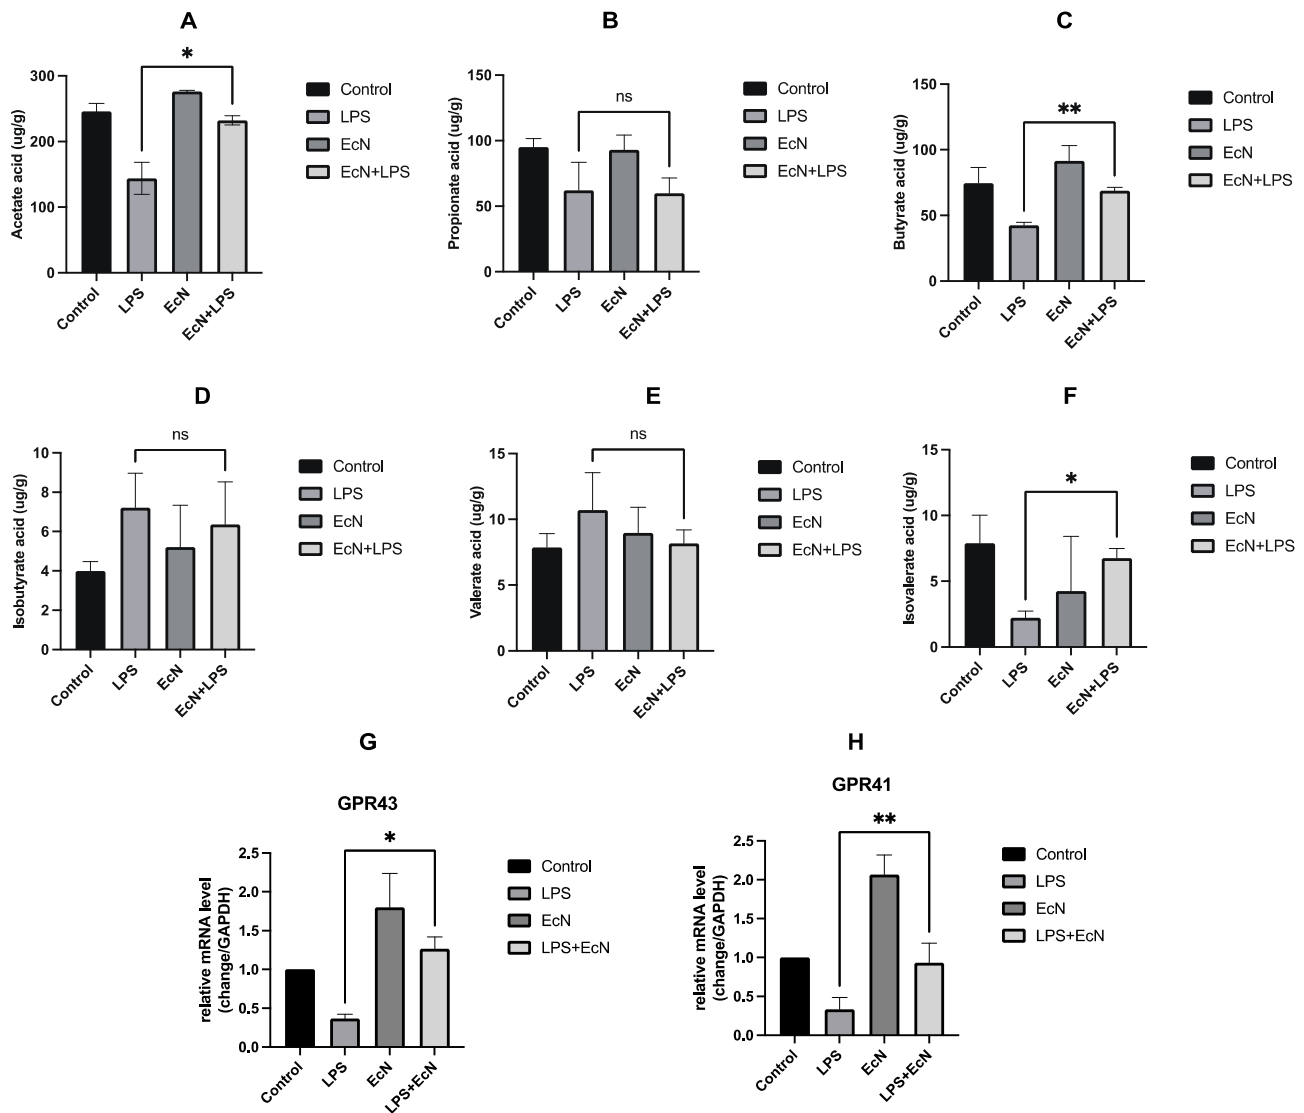 A
*
Acetate acid (ug/g)
300
200
100
0
Control
LPS
EcN
EcN+LPS
Control
LPS
EcN
EcN+LPS
B
ns
Propionate acid (ug/g)
150
100
50
0
Control
LPS
EcN
EcN+LPS
Control
LPS
EcN
EcN+LPS
C
**
Butyrate acid (ug/g)
150
100
50
0
Control
LPS
EcN
EcN+LPS
Control
LPS
EcN
EcN+LPS
D
ns
Isobutyrate acid (ug/g)
10
8
6
4
2
0
Control
LPS
EcN
EcN+LPS
Control
LPS
EcN
EcN+LPS
E
ns
Valerate acid (ug/g)
15
10
5
0
Control
LPS
EcN
EcN+LPS
Control
LPS
EcN
EcN+LPS
F
*
Isovalerate acid (ug/g)
15
10
5
0
Control
LPS
EcN
EcN+LPS
Control
LPS
EcN
EcN+LPS
G
GPR43
*
relative mRNA level
(change/GAPDH)
2.5
2.0
1.5
1.0
0.5
0.0
Control
LPS
EcN
LPS+EcN
Control
LPS
EcN
LPS+EcN
H
GPR41
**
relative mRNA level
(change/GAPDH)
2.5
2.0
1.5
1.0
0.5
0.0
Control
LPS
EcN
LPS+EcN
Control
LPS
EcN
LPS+EcN